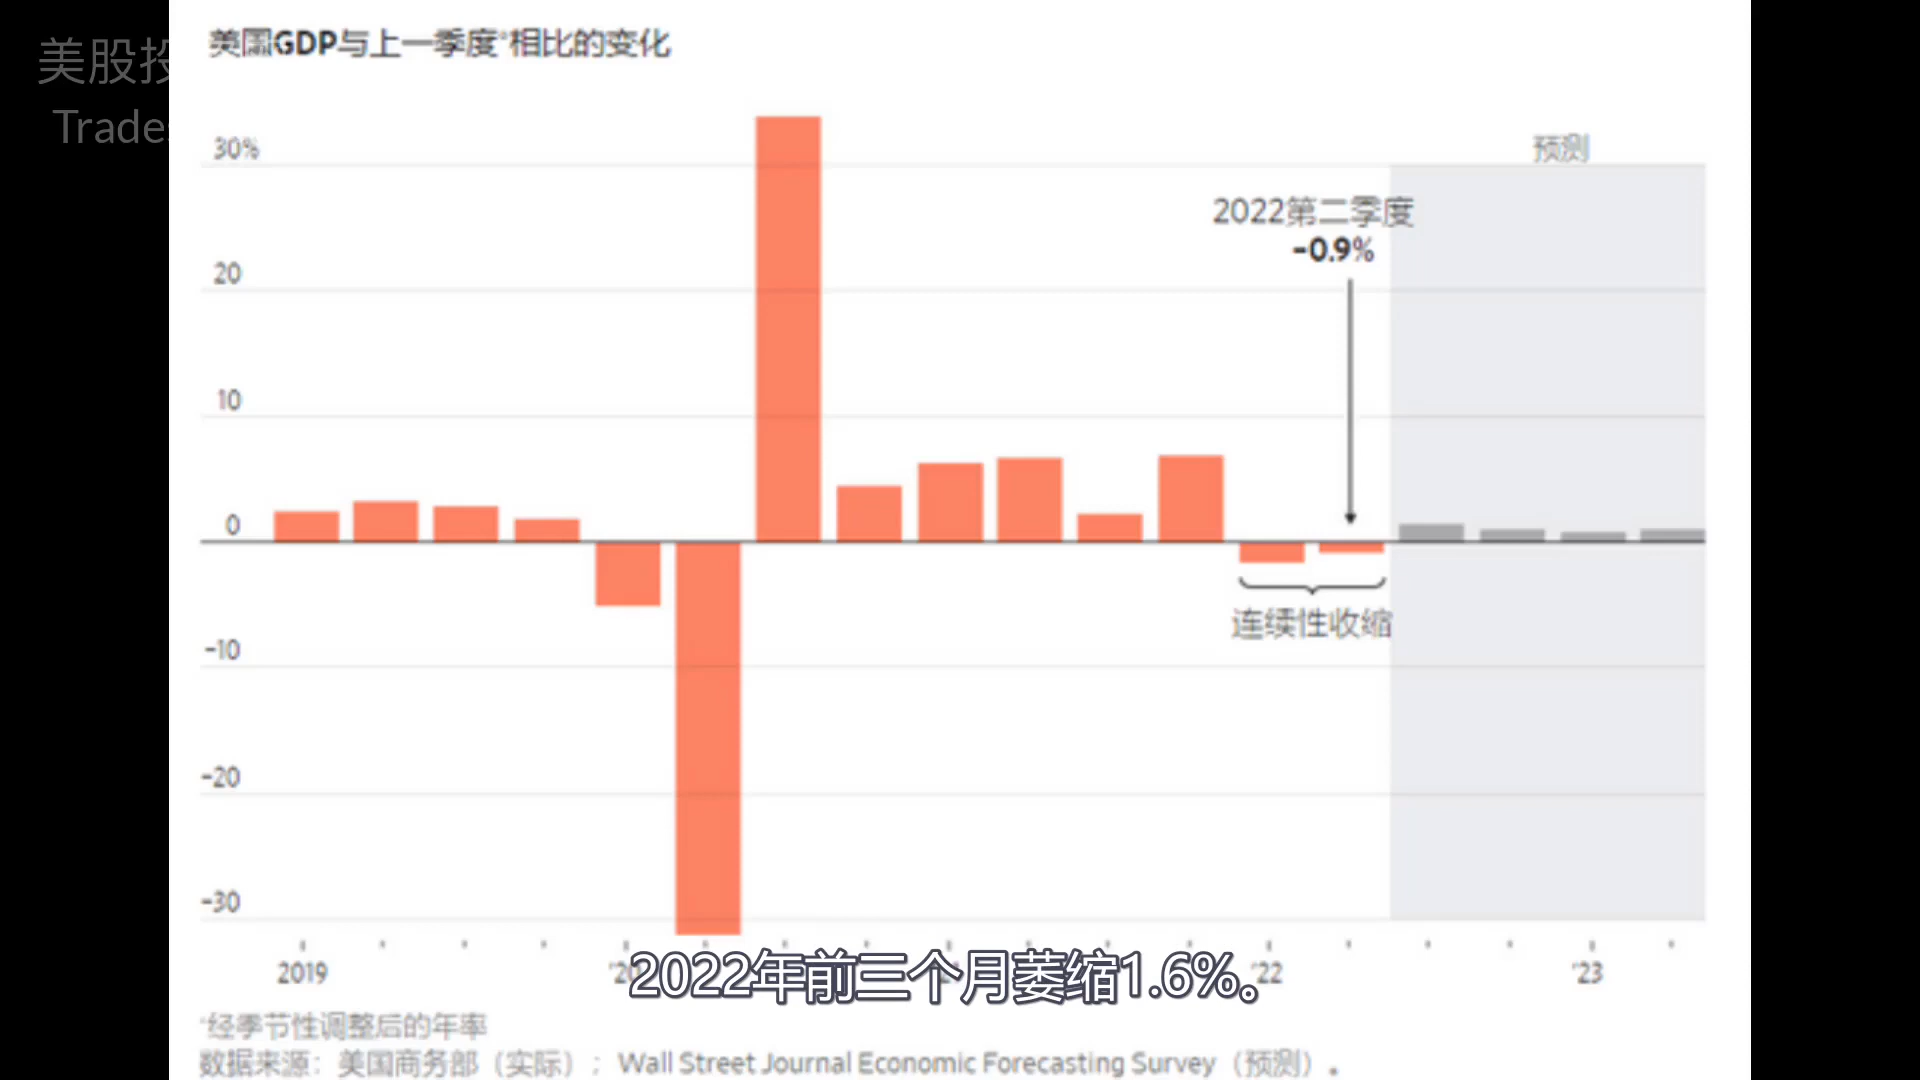 美国GDP与上一季度*相比的变化
美股投
Trades
30%
预测
2022第二季度
-0.9%
20
10
0
连续性收缩
-10
-20
-30
2019
'20
'22
'23
2022年前三个月萎缩1.6%。
*经季节性调整后的年率
数据来源：美国商务部（实际）；Wall Street Journal Economic Forecasting Survey（预测）。